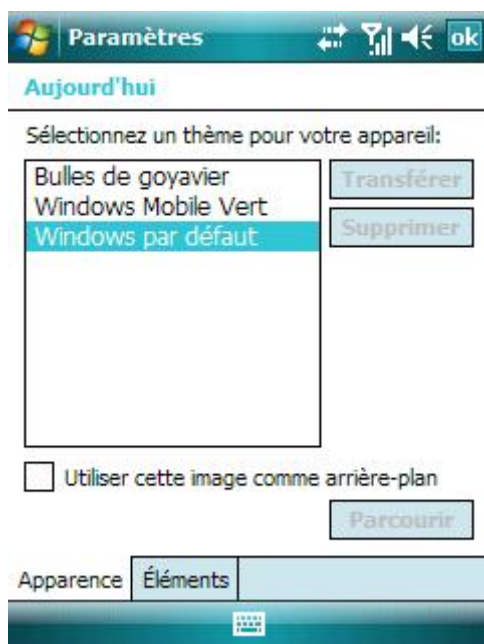 Paramètres
ok
Aujourd'hui
Sélectionnez un thème pour votre appareil:
Bulles de goyavier
Transférer
Windows Mobile Vert
Supprimer
Windows par défaut
Utiliser cette image comme arrière-plan
Parcourir
Apparence
Éléments